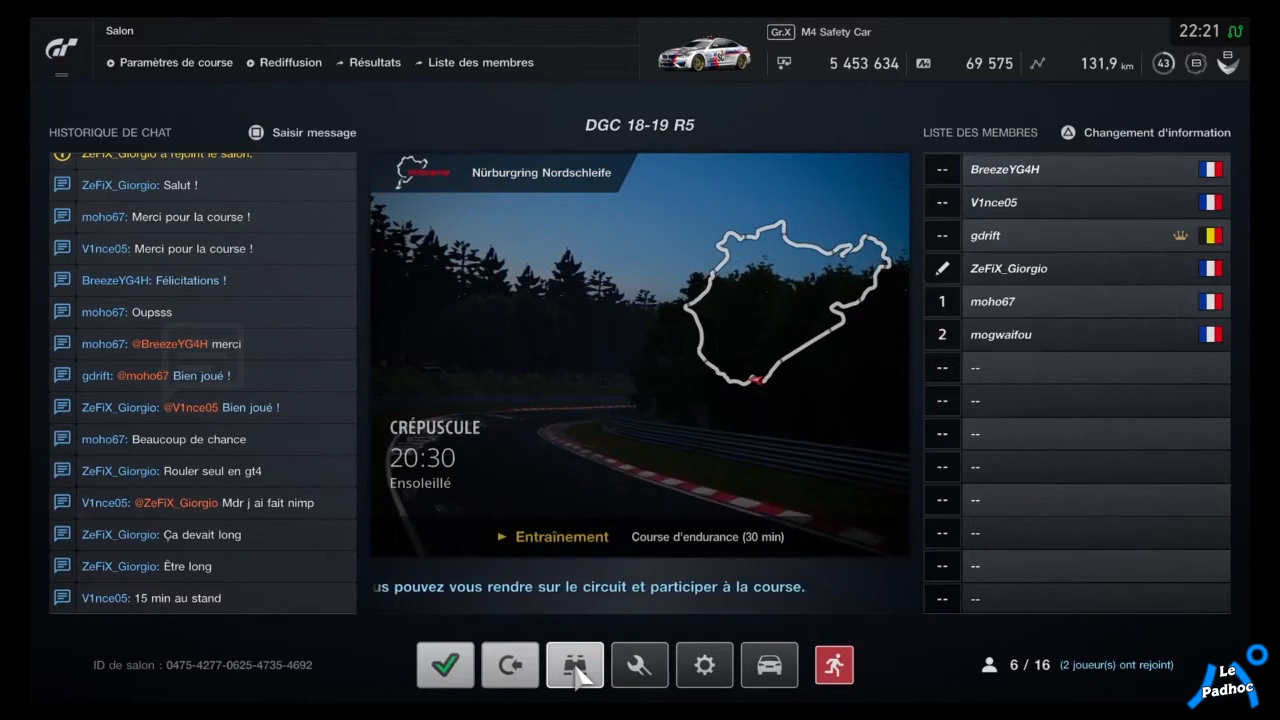 Salon
Paramètres de course Rediffusion Résultats Liste des membres
Gr.X M4 Safety Car
5 453 634 69 575 131,9 km 43 B B
22:21
HISTORIQUE DE CHAT Saisir message
ZeFiX_Giorgio a rejoint le salon.
ZeFiX_Giorgio: Salut !
moho67: Merci pour la course !
V1nce05: Merci pour la course !
BreezeYG4H: Félicitations !
moho67: Oupsss
moho67: @BreezeYG4H merci
gdrift: @moho67 Bien joué !
ZeFiX_Giorgio: @V1nce05 Bien joué !
moho67: Beaucoup de chance
ZeFiX_Giorgio: Rouler seul en gt4
V1nce05: @ZeFiX_Giorgio Mdr j ai fait nimp
ZeFiX_Giorgio: Ça devait long
ZeFiX_Giorgio: Être long
V1nce05: 15 min au stand
DGC 18-19 R5
Nürburgring Nordschleife
CRÉPUSCULE
20:30
Ensoleillé
Entraînement Course d'endurance (30 min)
us pouvez vous rendre sur le circuit et participer à la course.
LISTE DES MEMBRES Changement d'information
-- BreezeYG4H
-- V1nce05
-- gdrift
ZeFiX_Giorgio
1 moho67
2 mogwaifou
-- --
-- --
-- --
-- --
-- --
-- --
-- --
-- --
ID de salon : 0475-4277-0625-4735-4692
6 / 16 (2 joueur(s) ont rejoint)
Le
Padhoc